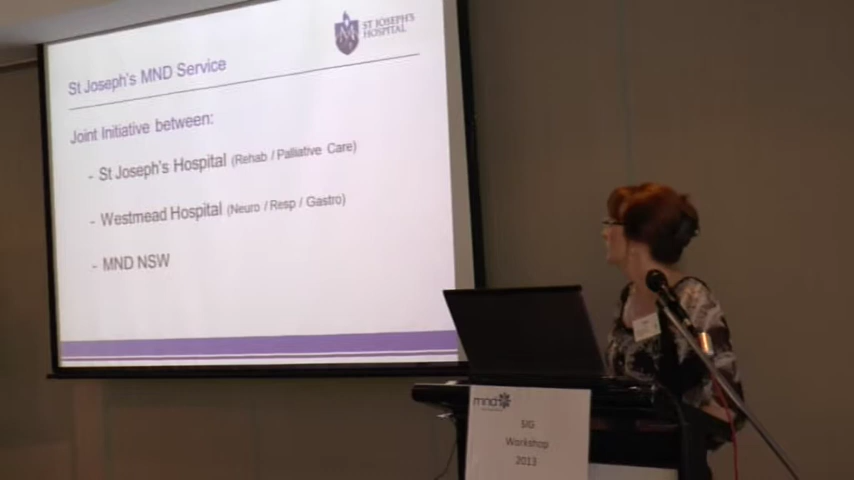 ST JOSEPH'S
HOSPITAL
St Joseph's MND Service
Joint Initiative between:
- St Joseph's Hospital (Rehab / Palliative Care)
- Westmead Hospital (Neuro / Resp / Gastro)
- MND NSW
mnd
SIG
Workshop
2013